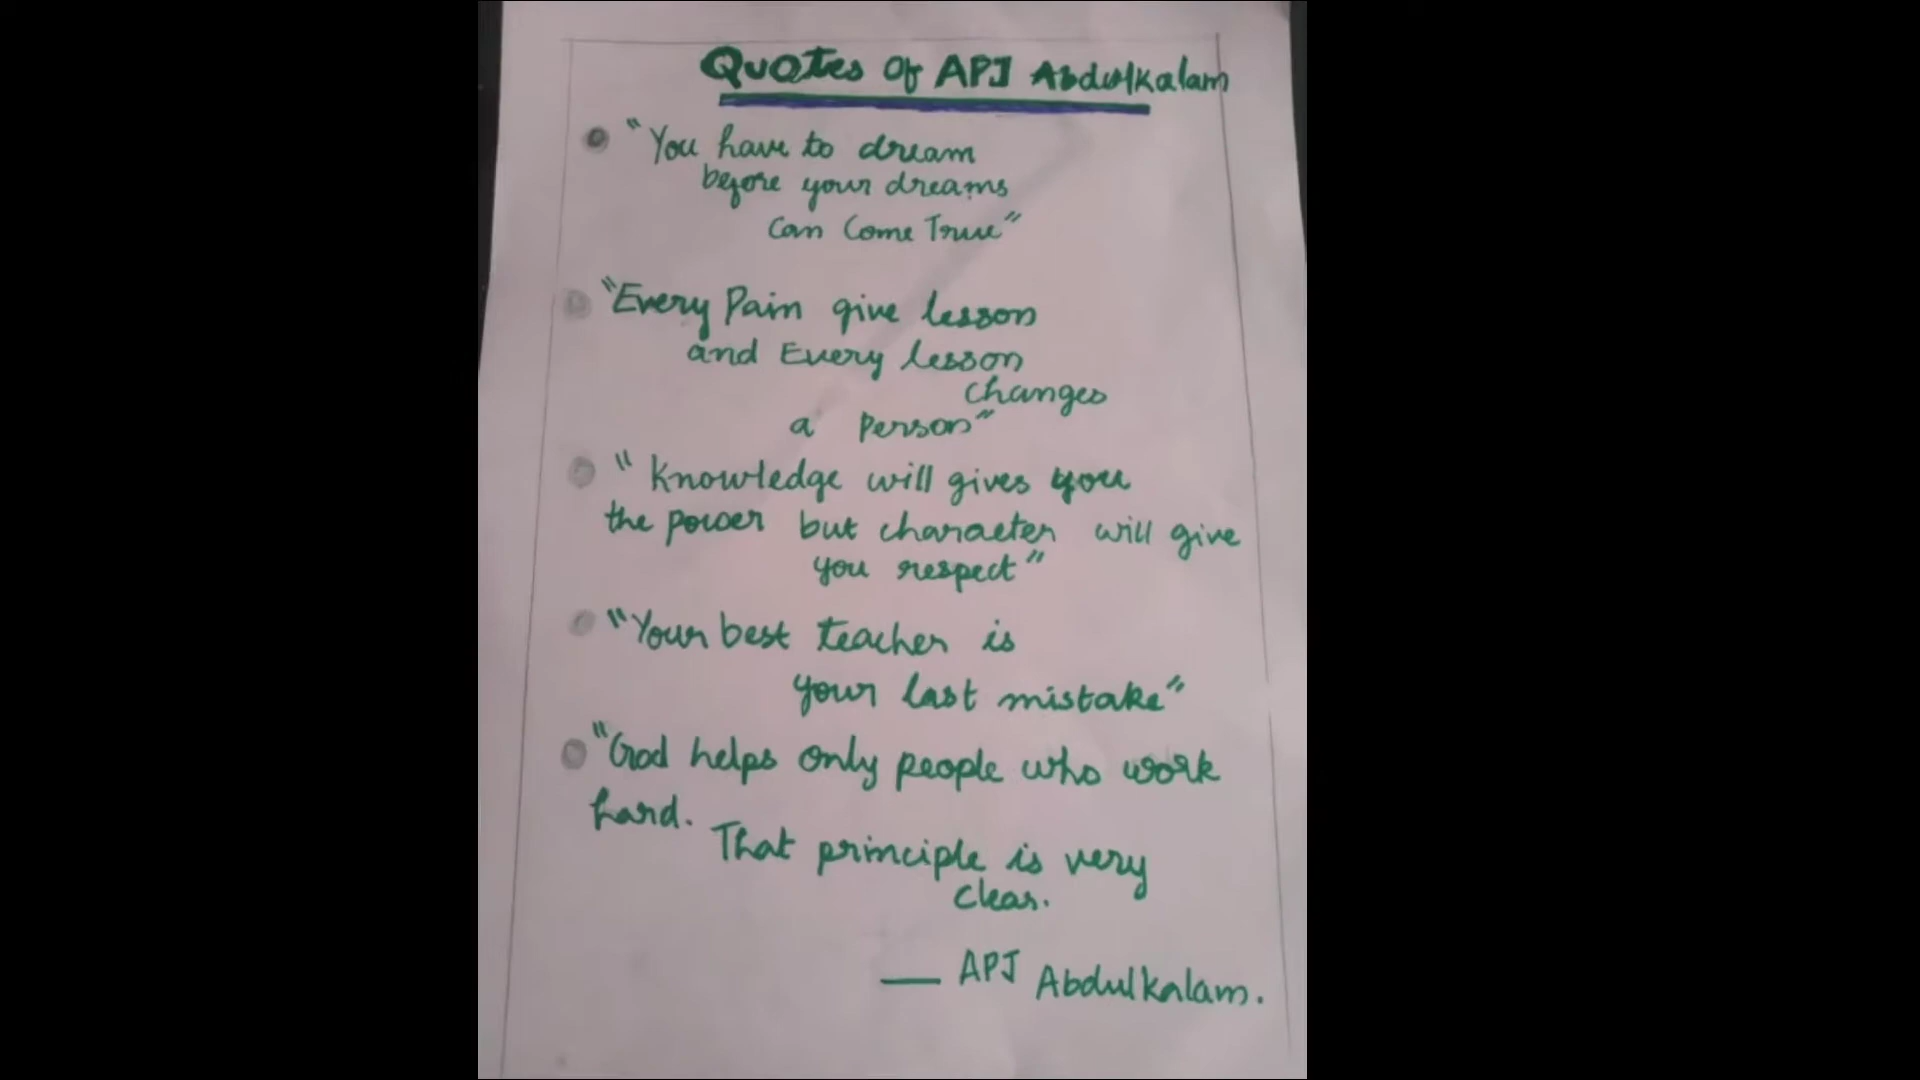 Quotes Of APJ Abdulkalam
"You have to dream
before your dreams
can Come True"
"Every Pain give lesson
and Every lesson
changes
a Person"
"Knowledge will gives you
the power but character will give
you respect"
"Your best teacher is
your last mistake"
"God helps only people who work
hard.
That principle is very
Clear.
— APJ Abdulkalam.